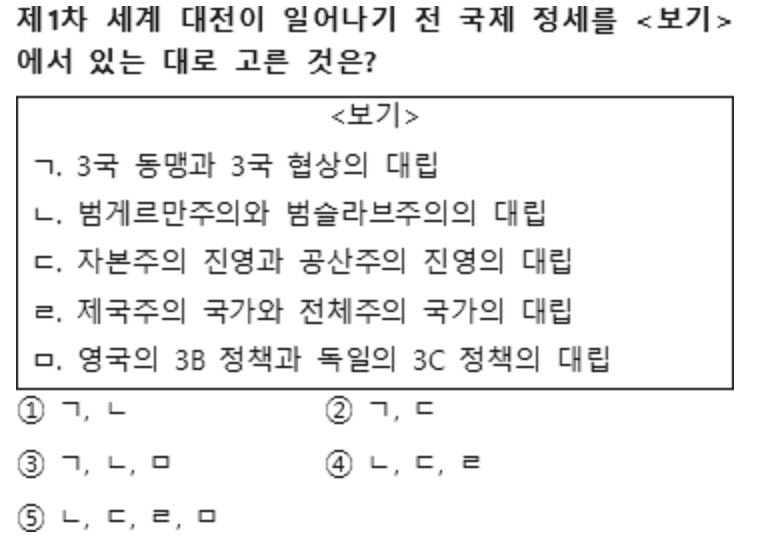 제1차 세계 대전이 일어나기 전 국제 정세를 <보기>
에서 있는 대로 고른 것은?
<보기>
ㄱ. 3국 동맹과 3국 협상의 대립
ㄴ. 범게르만주의와 범슬라브주의의 대립
ㄷ. 자본주의 진영과 공산주의 진영의 대립
ㄹ. 제국주의 국가와 전체주의 국가의 대립
ㅁ. 영국의 3B 정책과 독일의 3C 정책의 대립
① ㄱ, ㄴ ② ㄱ, ㄷ
③ ㄱ, ㄴ, ㅁ ④ ㄴ, ㄷ, ㄹ
⑤ ㄴ, ㄷ, ㄹ, ㅁ